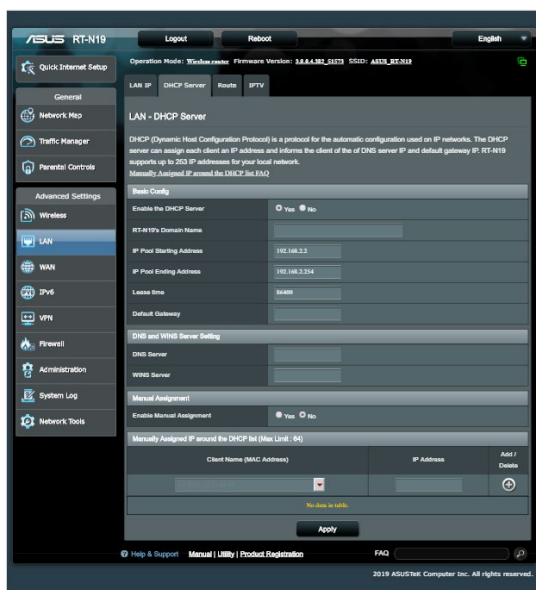 ASUS RT-N19 Logout Reboot English
Quick Internet Setup
General
Network Map
Traffic Manager
Parental Controls
Advanced Settings
Wireless
LAN
WAN
IPv6
VPN
Firewall
Administration
System Log
Network Tools
Operation Mode: Wireless router Firmware Version: 3.0.0.4.382_51573 SSID: ASUS_RT-N19
LAN IP DHCP Server Route IPTV
LAN - DHCP Server
DHCP (Dynamic Host Configuration Protocol) is a protocol for the automatic configuration used on IP networks. The DHCP
server can assign each client an IP address and informs the client of the of DNS server IP and default gateway IP. RT-N19
supports up to 253 IP addresses for your local network.
Manually Assigned IP around the DHCP list FAQ
Basic Config
Enable the DHCP Server Yes No
RT-N19's Domain Name
IP Pool Starting Address 192.168.2.2
IP Pool Ending Address 192.168.2.254
Lease time 86400
Default Gateway
DNS and WINS Server Setting
DNS Server
WINS Server
Manual Assignment
Enable Manual Assignment Yes No
Manually Assigned IP around the DHCP list (Max Limit : 64)
Client Name (MAC Address) IP Address Add /
Delete
No data in table.
Apply
Help & Support Manual | Utility | Product Registration FAQ
2019 ASUSTeK Computer Inc. All rights reserved.